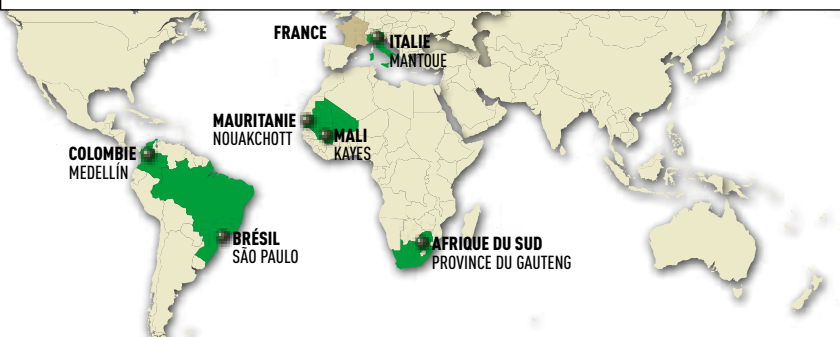 FRANCE
ITALIE
MANTOUE
MAURITANIE
NOUAKCHOTT
MALI
KAYES
COLOMBIE
MEDELLÍN
BRÉSIL
SÃO PAULO
AFRIQUE DU SUD
PROVINCE DU GAUTENG